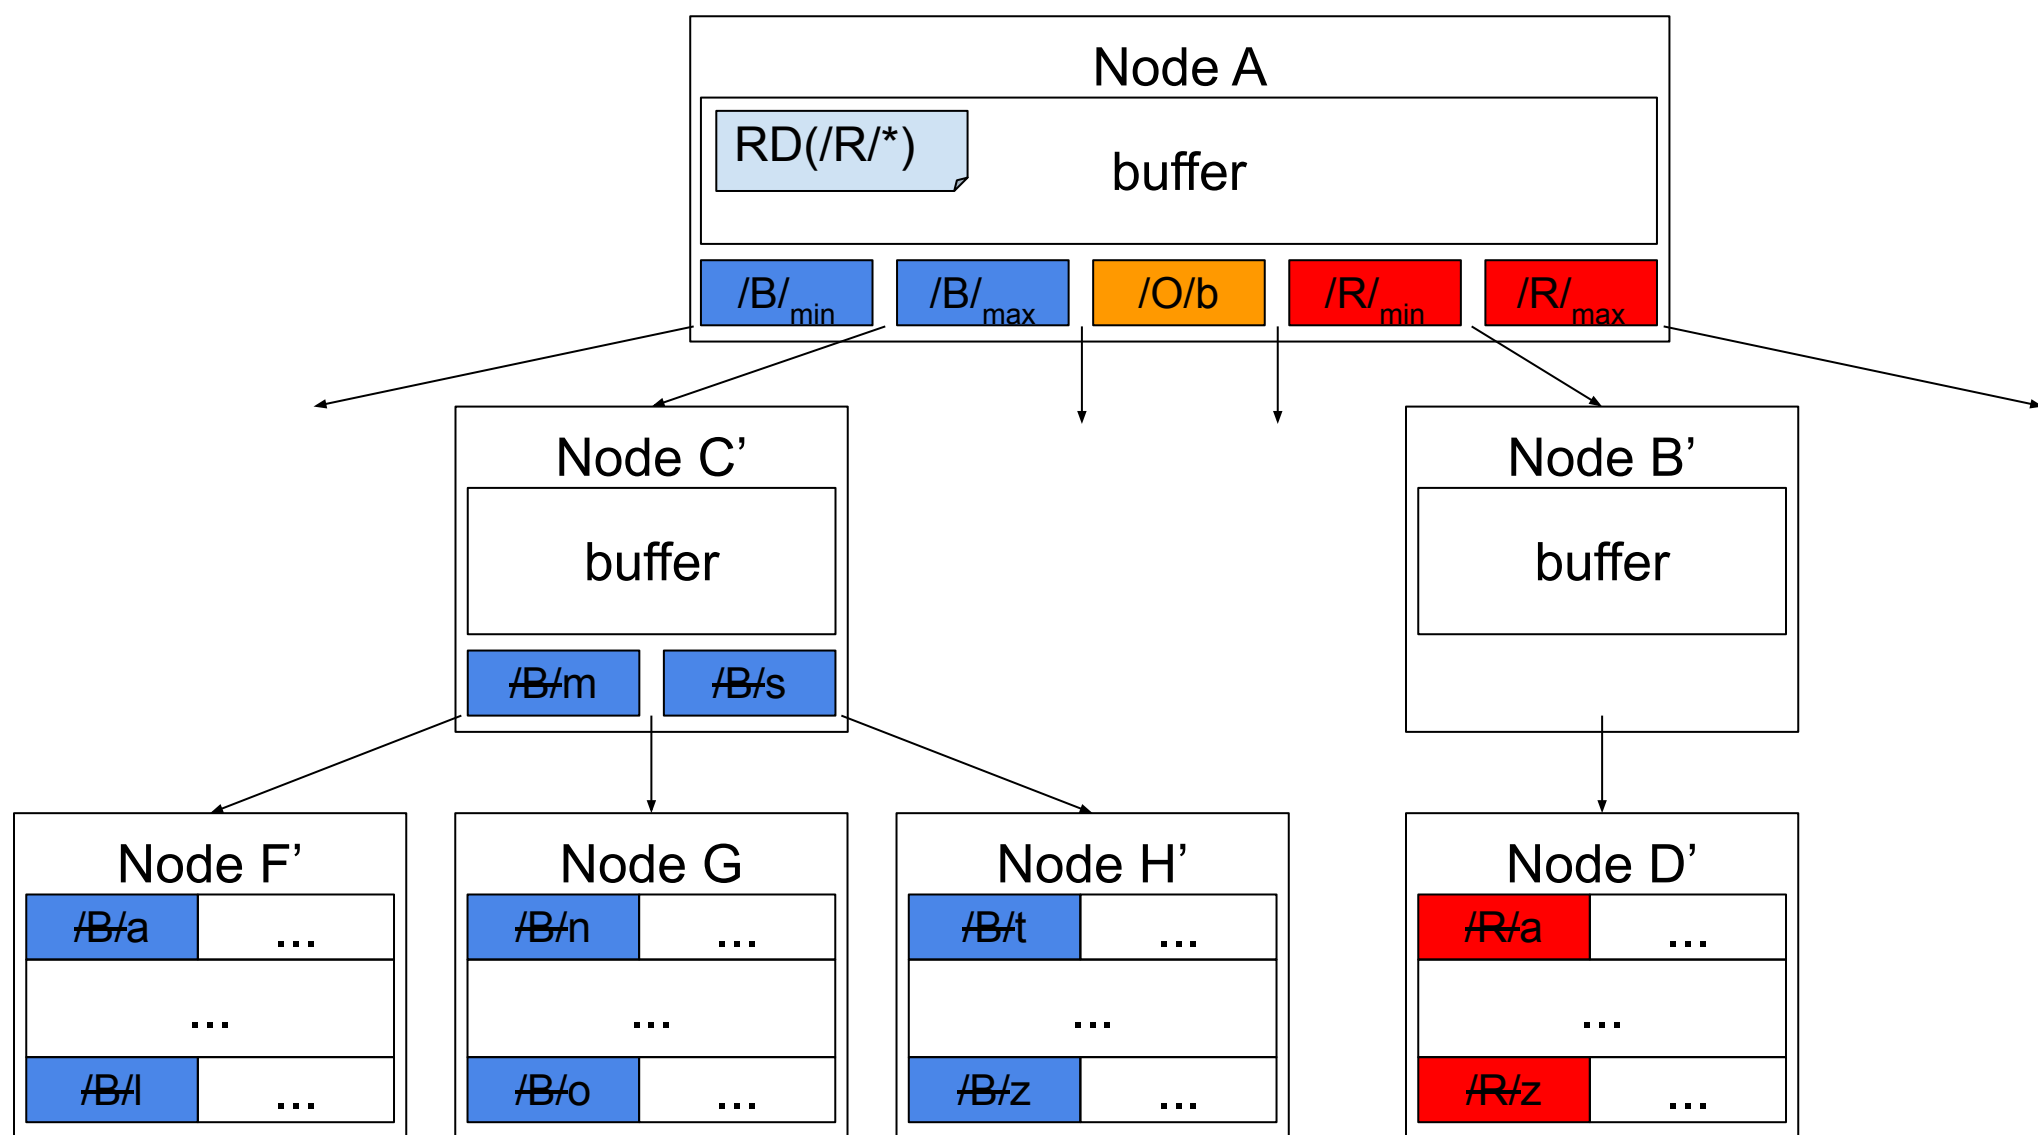 Node A
RD(/R/*)
buffer
/B/min
/B/max
/O/b
/R/min
/R/max
Node C’
Node B’
buffer
buffer
/B/m
/B/s
Node F’
Node G
Node H’
Node D’
/B/a
...
/B/n
...
/B/t
...
/R/a
...
...
...
...
...
/B/l
...
/B/o
...
/B/z
...
/R/z
...